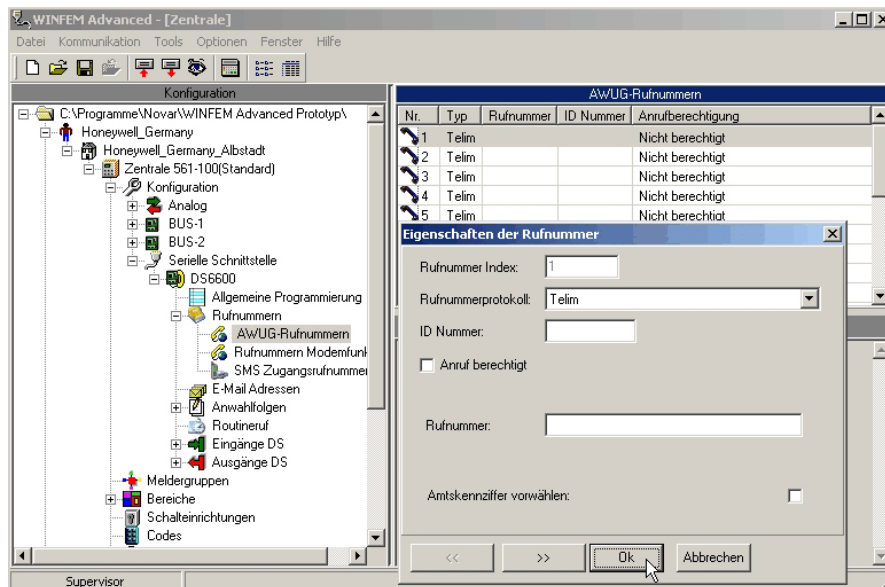 WINFEM Advanced - [Zentrale]
Datei Kommunikation Tools Optionen Fenster Hilfe
Konfiguration
C:\Programme\Novar\WINFEM Advanced Prototyp\
Honeywell_Germany
Honeywell_Germany_Albstadt
Zentrale 561-100(Standard)
Konfiguration
Analog
BUS-1
BUS-2
Serielle Schnittstelle
DS6600
Allgemeine Programmierung
Rufnummern
AWUG-Rufnummern
Rufnummern Modemfunk
SMS Zugangsrufnummer
E-Mail Adressen
Anwahlfolgen
Routineruf
Eingänge DS
Ausgänge DS
Meldergruppen
Bereiche
Schalteinrichtungen
Codes
Supervisor
AWUG-Rufnummern
Nr. Typ Rufnummer ID Nummer Anrufberechtigung
1 Telim Nicht berechtigt
2 Telim Nicht berechtigt
3 Telim Nicht berechtigt
4 Telim Nicht berechtigt
5 Telim Nicht berechtigt
Eigenschaften der Rufnummer
Rufnummer Index: 1
Rufnummerprotokoll: Telim
ID Nummer:
Anruf berechtigt
Rufnummer:
Amtskennziffer vorwählen:
<< >> Ok Abbrechen